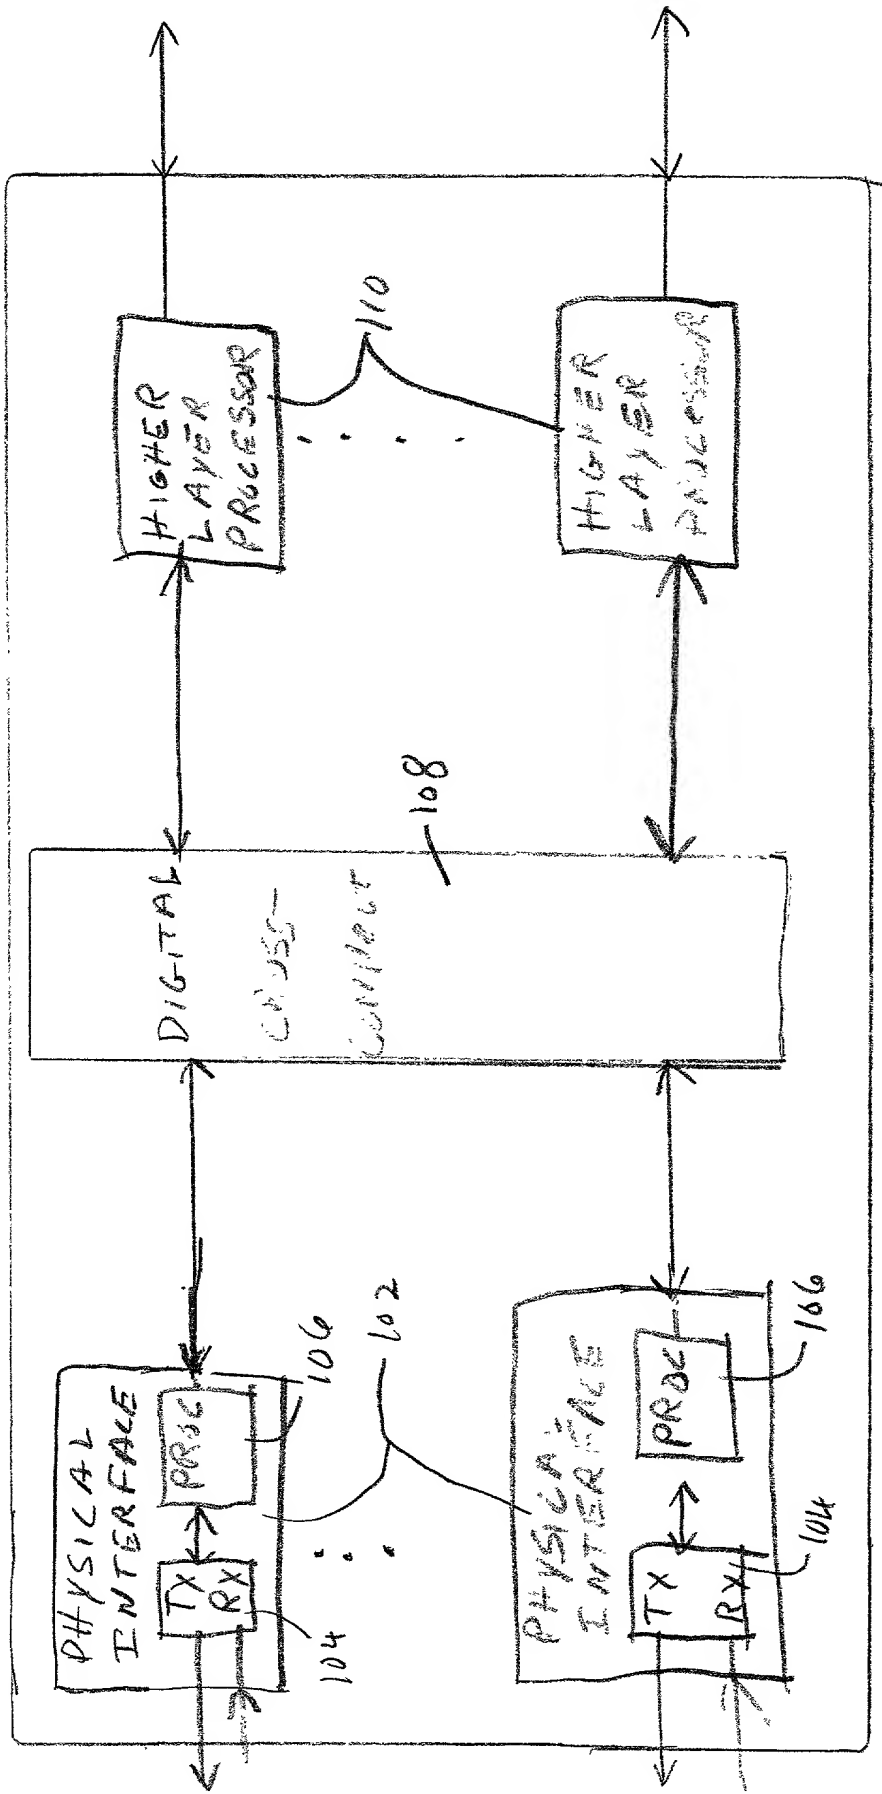 PHYSICAL
INTERFACE
TX
RX
PROC
104
106
102
PHYSICAL
INTERFACE
TX
RX
PROC
104
106
DIGITAL
CROSS-
CONNECT
108
HIGHER
LAYER
PROCESSOR
110
HIGHER
LAYER
PROCESSOR